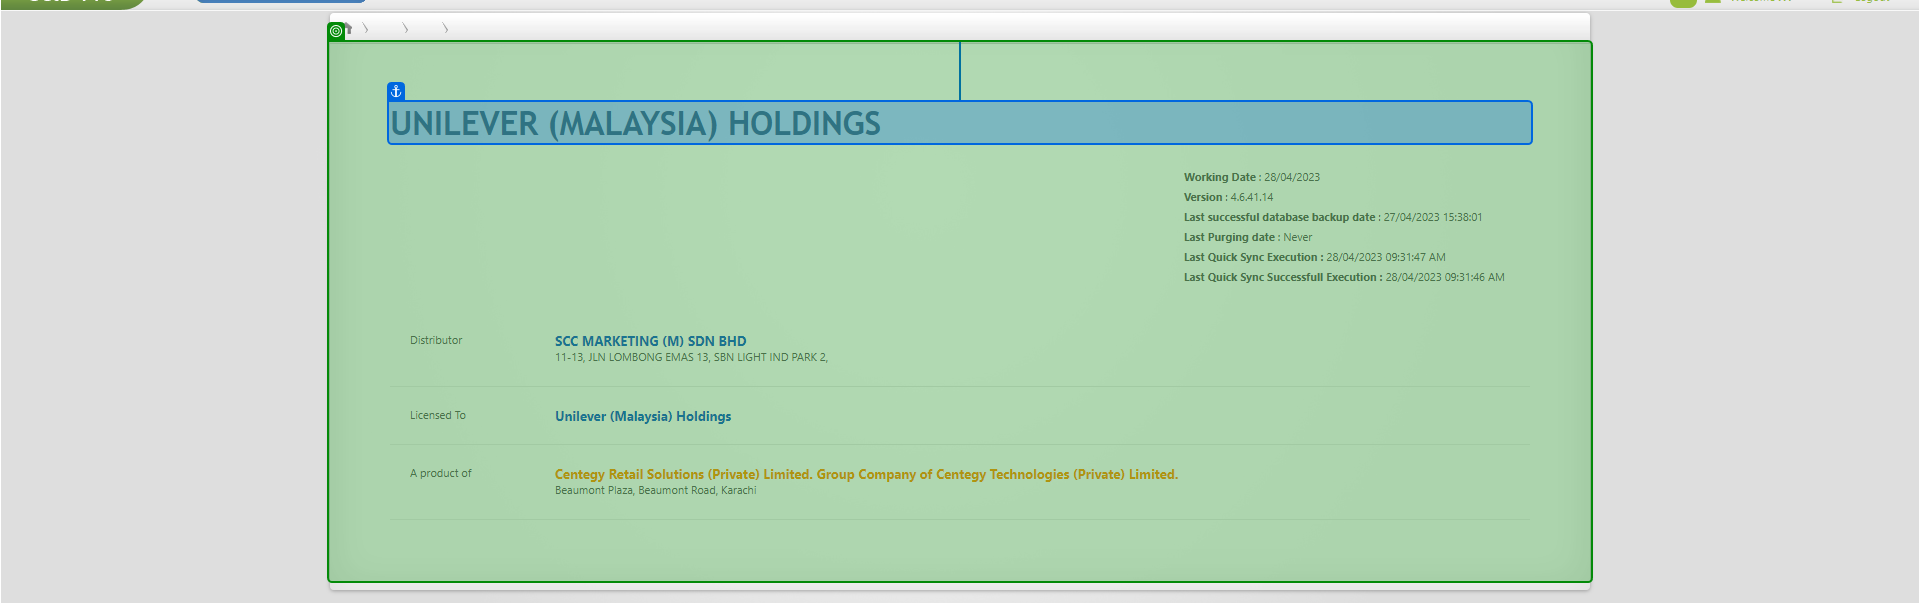 UNILEVER (MALAYSIA) HOLDINGS
Working Date : 28/04/2023
Version : 4.6.41.14
Last successful database backup date : 27/04/2023 15:38:01
Last Purging date : Never
Last Quick Sync Execution : 28/04/2023 09:31:47 AM
Last Quick Sync Successfull Execution : 28/04/2023 09:31:46 AM
Distributor
SCC MARKETING (M) SDN BHD
11-13, JLN LOMBONG EMAS 13, SBN LIGHT IND PARK 2,
Licensed To
Unilever (Malaysia) Holdings
A product of
Centegy Retail Solutions (Private) Limited. Group Company of Centegy Technologies (Private) Limited.
Beaumont Plaza, Beaumont Road, Karachi